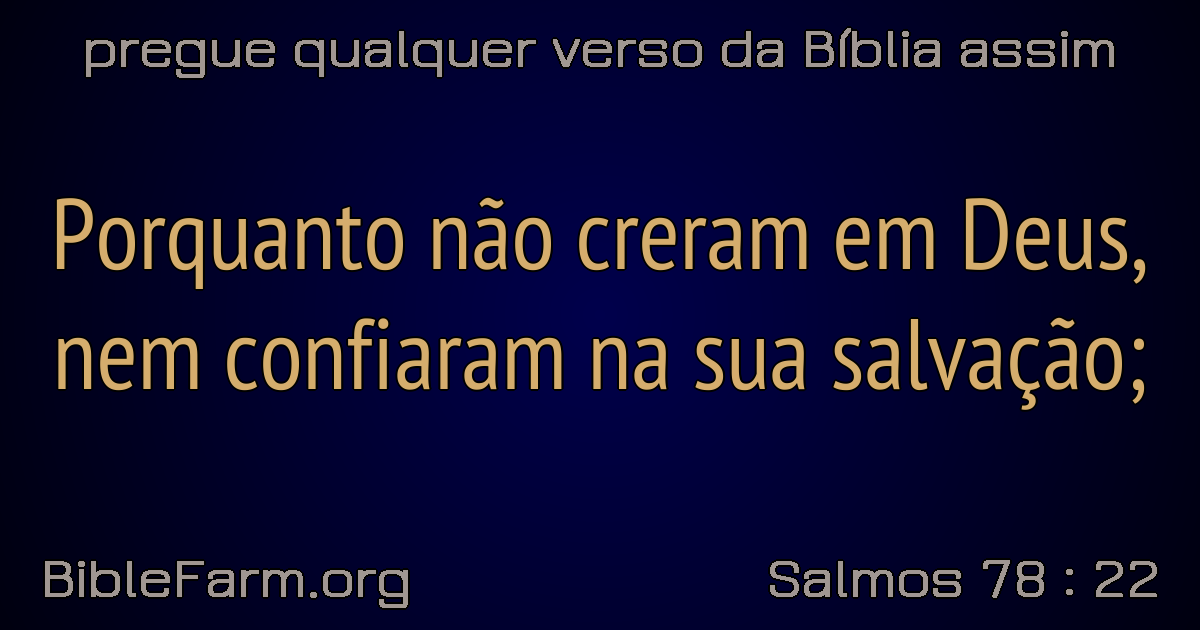 pregue qualquer verso da Bíblia assim
Porquanto não creram em Deus,
nem confiaram na sua salvação;
BibleFarm.org
Salmos 78 : 22